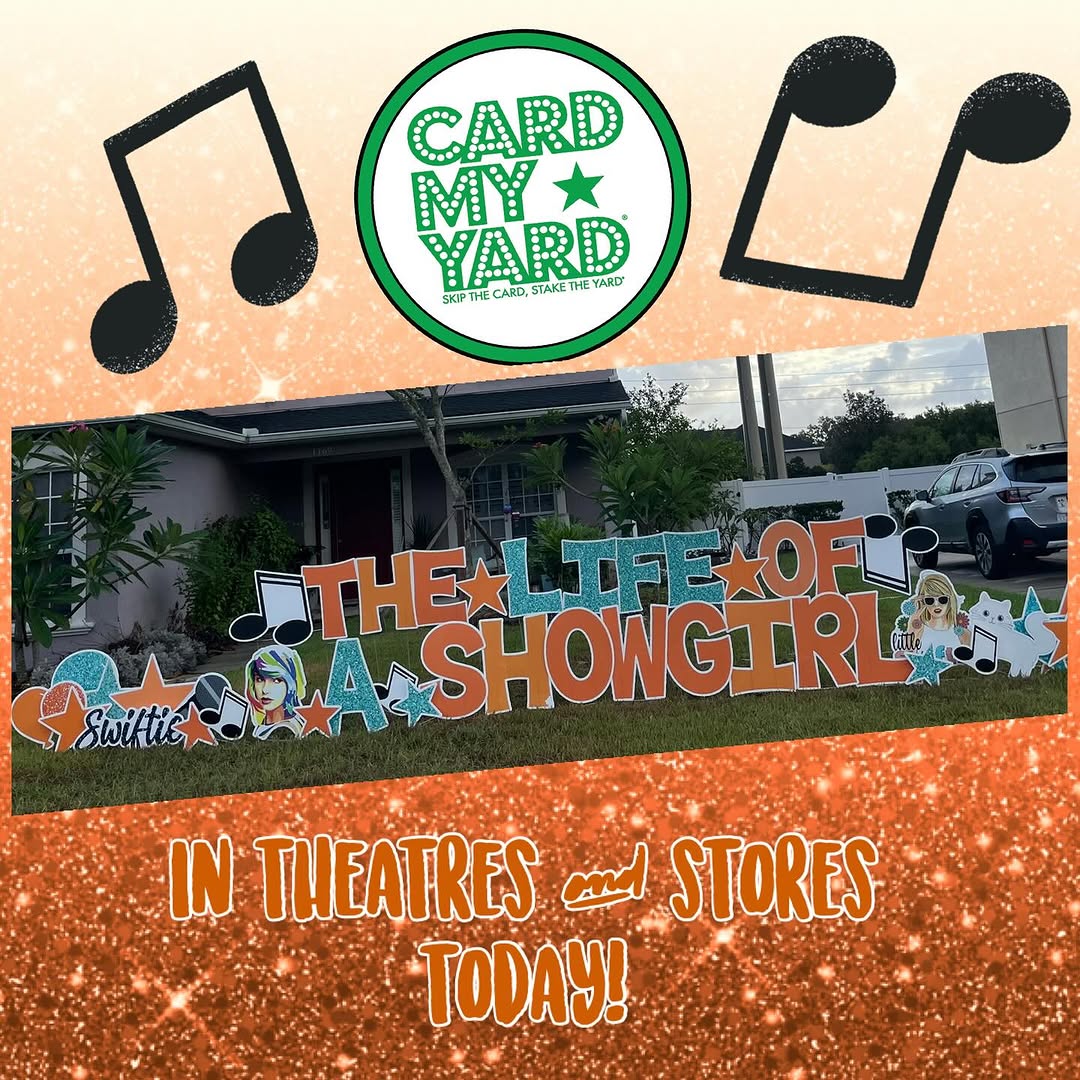 CARD
MY
YARD®
SKIP THE CARD, STAKE THE YARD®
THE LIFE OF
A SHOWGIRL
Swiftie
little
IN THEATRES and STORES
TODAY!